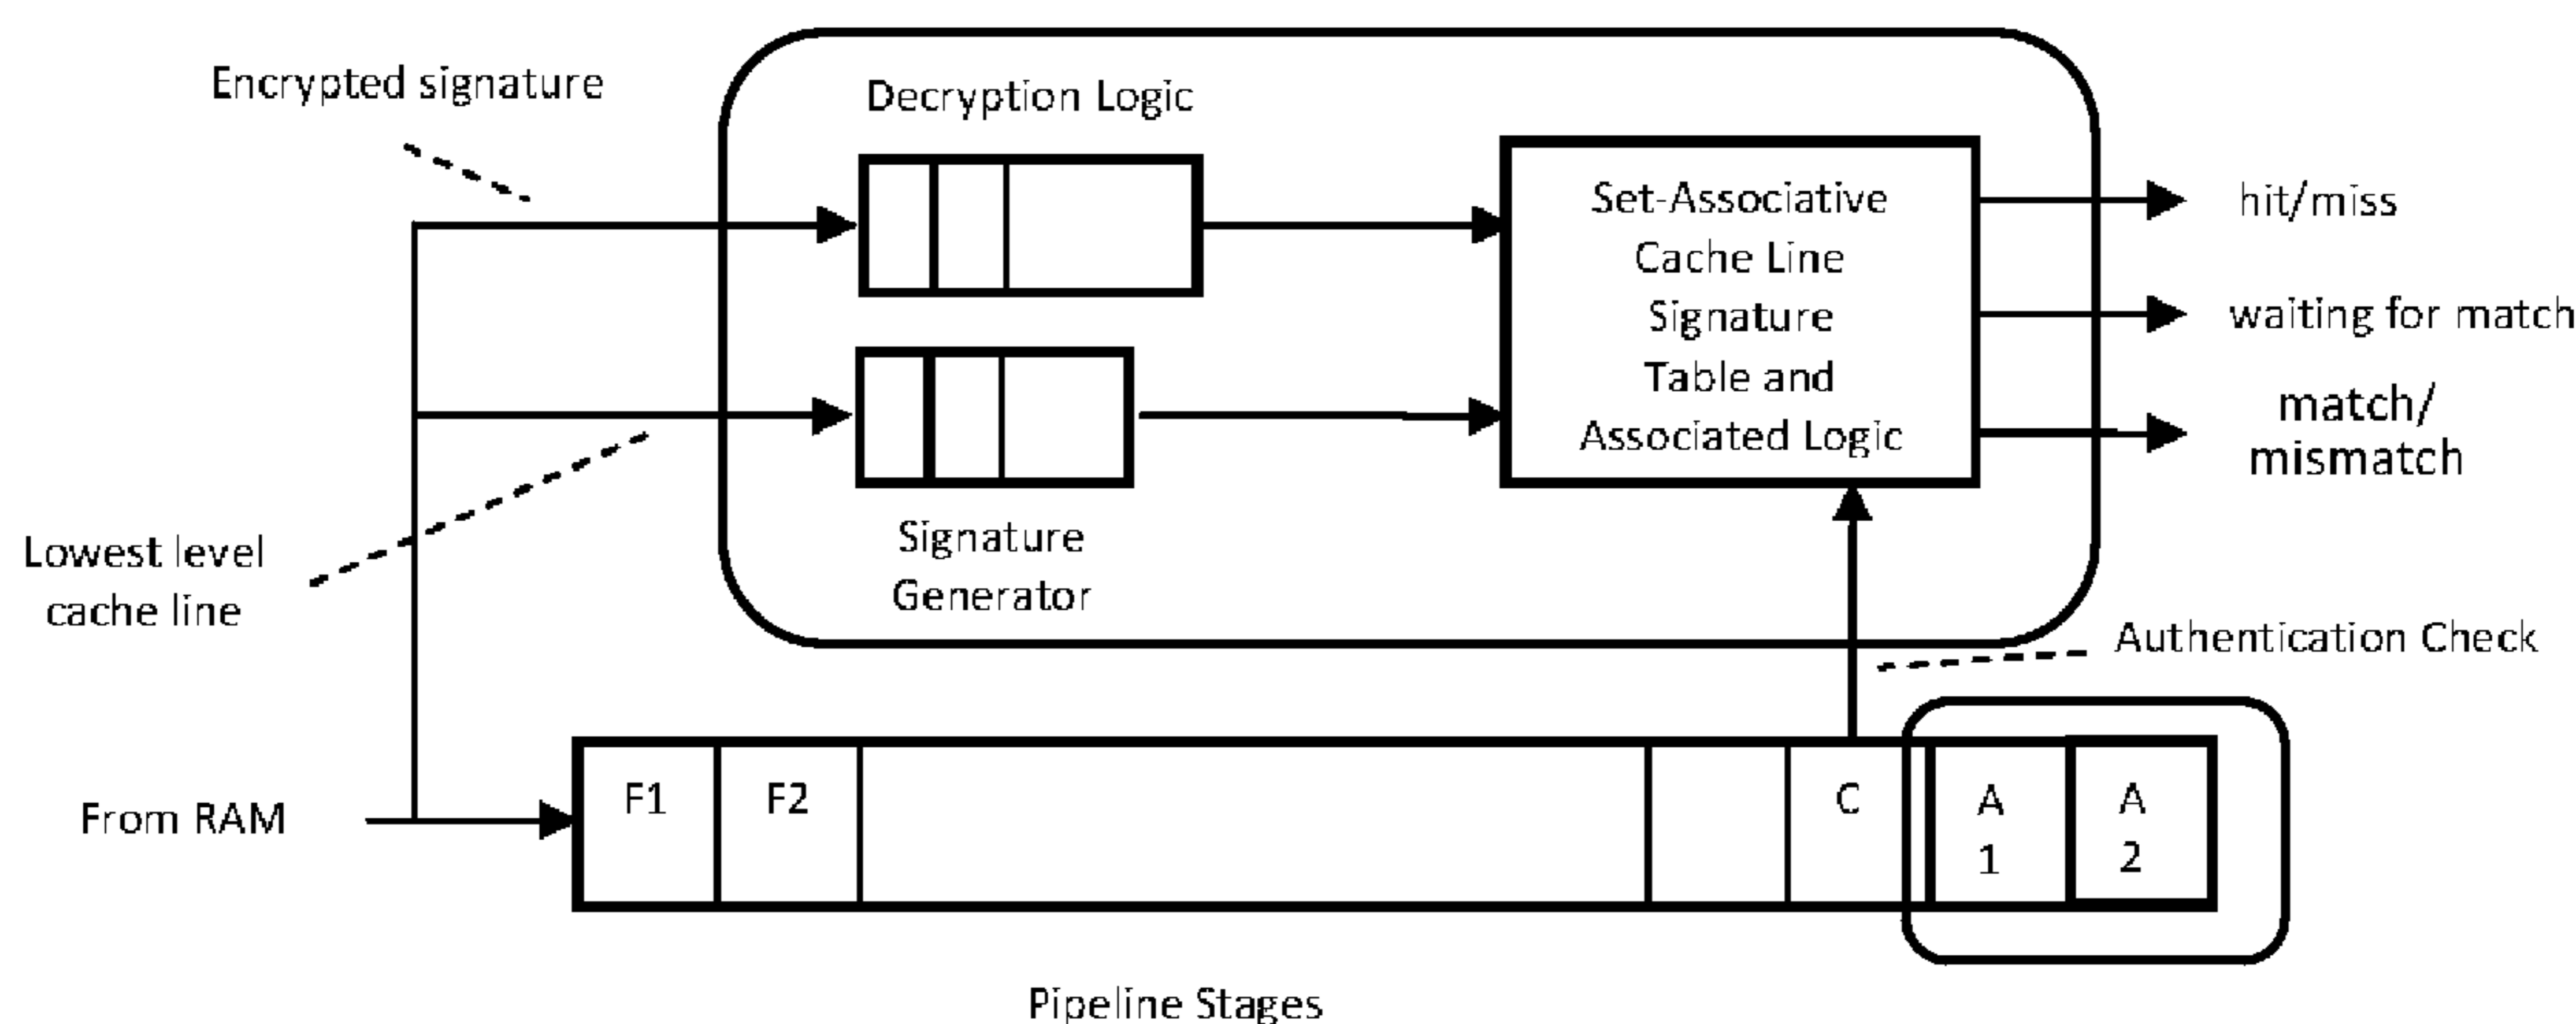 Encrypted signature
Decryption Logic
Set-Associative
Cache Line
Signature
Table and
Associated Logic
hit/miss
waiting for match
match/
mismatch
Lowest level
cache line
Signature
Generator
Authentication Check
From RAM
F1
F2
C
A
1
A
2
Pipeline Stages